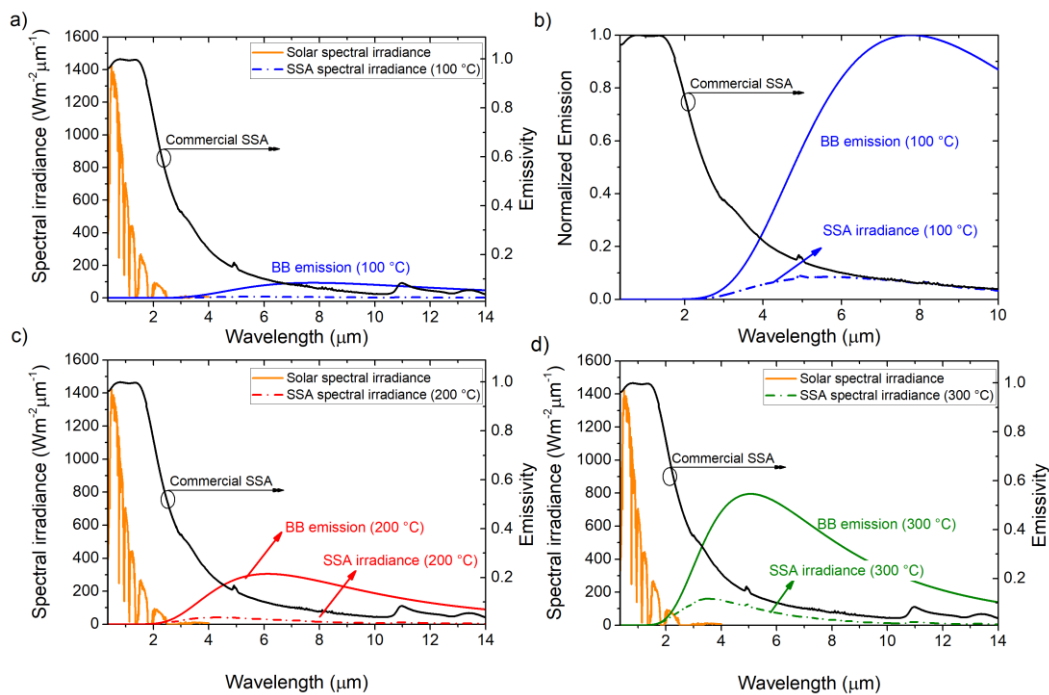 a)
Spectral irradiance (Wm⁻²μm⁻¹)
1600
1400
1200
1000
800
600
400
200
0
Solar spectral irradiance
SSA spectral irradiance (100 °C)
Commercial SSA
BB emission (100 °C)
1.0
0.8
0.6
0.4
0.2
Emissivity
2 4 6 8 10 12 14
Wavelength (μm)
b)
Normalized Emission
1.0
0.8
0.6
0.4
0.2
0.0
Commercial SSA
BB emission (100 °C)
SSA irradiance (100 °C)
2 4 6 8 10
Wavelength (μm)
c)
Spectral irradiance (Wm⁻²μm⁻¹)
1600
1400
1200
1000
800
600
400
200
0
Solar spectral irradiance
SSA spectral irradiance (200 °C)
Commercial SSA
BB emission (200 °C)
SSA irradiance (200 °C)
1.0
0.8
0.6
0.4
0.2
Emissivity
2 4 6 8 10 12 14
Wavelength (μm)
d)
Spectral irradiance (Wm⁻²μm⁻¹)
1600
1400
1200
1000
800
600
400
200
0
Solar spectral irradiance
SSA spectral irradiance (300 °C)
Commercial SSA
BB emission (300 °C)
SSA irradiance (300 °C)
1.0
0.8
0.6
0.4
0.2
Emissivity
2 4 6 8 10 12 14
Wavelength (μm)